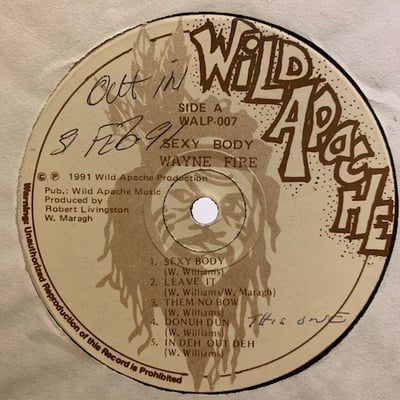 WILD APACHE
out in
3 Feb 91
SIDE A
WALP-007
SEXY BODY
WAYNE FIRE
© ℗ 1991 Wild Apache Production
Pub.: Wild Apache Music
Produced by
Robert Livingston
W. Maragh
1. SEXY BODY
(W. Williams)
2. LEAVE IT
(W. Williams/W. Maragh)
3. THEM NO BOW
(W. Williams)
4. DONUH DUN
(W. Williams)
5. IN DEH OUT DEH
(W. Williams)
This one
Warning: Unauthorized Reproduction of this Record is Prohibited